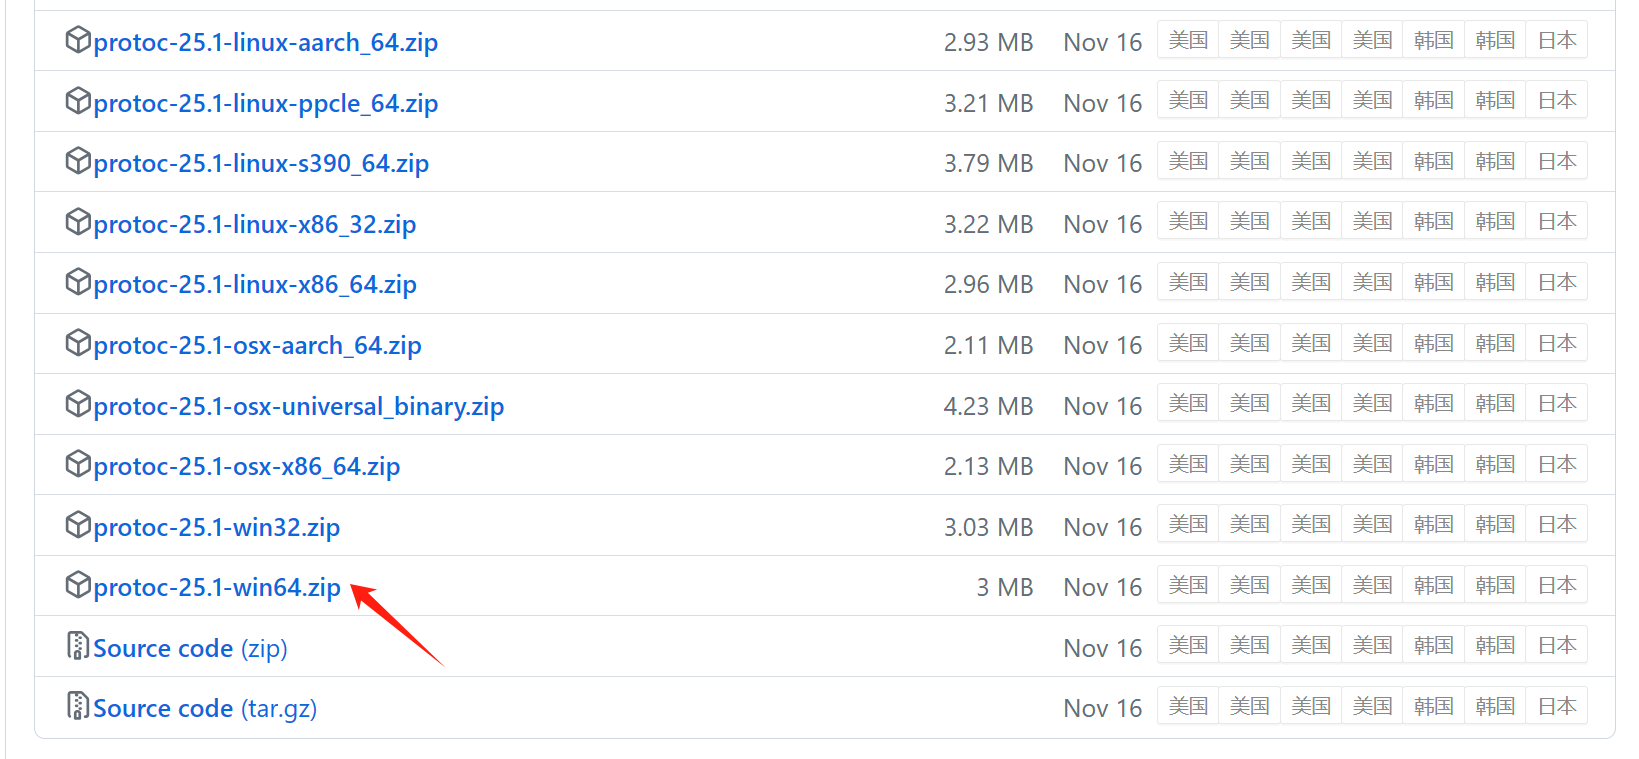 protoc-25.1-linux-aarch_64.zip 2.93 MB Nov 16 美国 美国 美国 美国 韩国 韩国 日本
protoc-25.1-linux-ppcle_64.zip 3.21 MB Nov 16 美国 美国 美国 美国 韩国 韩国 日本
protoc-25.1-linux-s390_64.zip 3.79 MB Nov 16 美国 美国 美国 美国 韩国 韩国 日本
protoc-25.1-linux-x86_32.zip 3.22 MB Nov 16 美国 美国 美国 美国 韩国 韩国 日本
protoc-25.1-linux-x86_64.zip 2.96 MB Nov 16 美国 美国 美国 美国 韩国 韩国 日本
protoc-25.1-osx-aarch_64.zip 2.11 MB Nov 16 美国 美国 美国 美国 韩国 韩国 日本
protoc-25.1-osx-universal_binary.zip 4.23 MB Nov 16 美国 美国 美国 美国 韩国 韩国 日本
protoc-25.1-osx-x86_64.zip 2.13 MB Nov 16 美国 美国 美国 美国 韩国 韩国 日本
protoc-25.1-win32.zip 3.03 MB Nov 16 美国 美国 美国 美国 韩国 韩国 日本
protoc-25.1-win64.zip 3 MB Nov 16 美国 美国 美国 美国 韩国 韩国 日本
Source code (zip) Nov 16 美国 美国 美国 美国 韩国 韩国 日本
Source code (tar.gz) Nov 16 美国 美国 美国 美国 韩国 韩国 日本